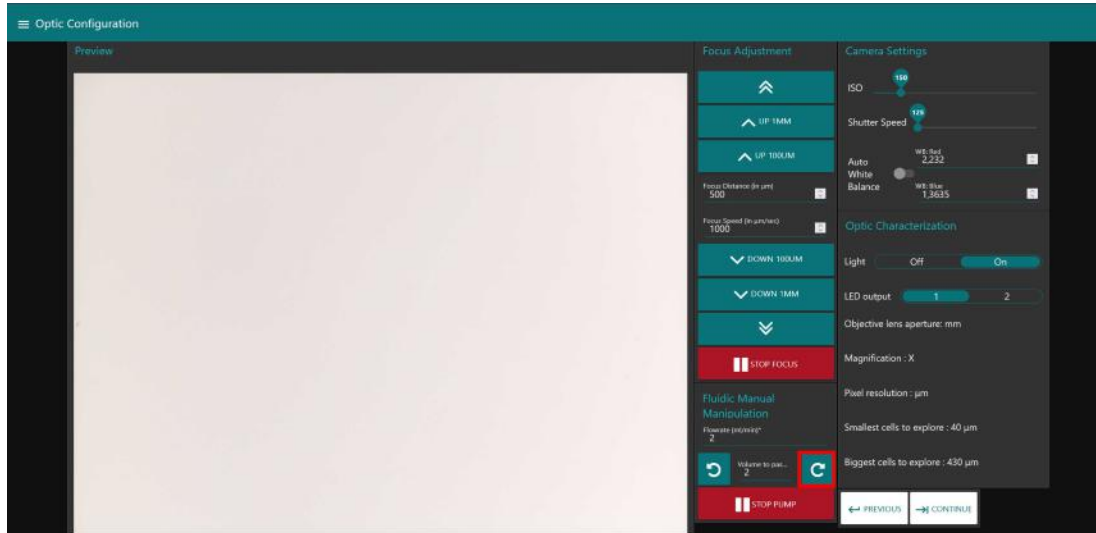 Optic Configuration
Preview
Focus Adjustment
UP 1MM
UP 100UM
Focus Distance (in µm)
500
Focus Speed (in µm/sec)
1000
DOWN 100UM
DOWN 1MM
STOP FOCUS
Fluidic Manual
Manipulation
Flowrate (ml/min)*
2
Volume to pas...
2
STOP PUMP
Camera Settings
ISO
150
Shutter Speed
125
Auto
White
Balance
WB: Red
2,232
WB: Blue
1,3635
Optic Characterization
Light Off On
LED output 1 2
Objective lens aperture: mm
Magnification : X
Pixel resolution : µm
Smallest cells to explore : 40 µm
Biggest cells to explore : 430 µm
PREVIOUS
CONTINUE